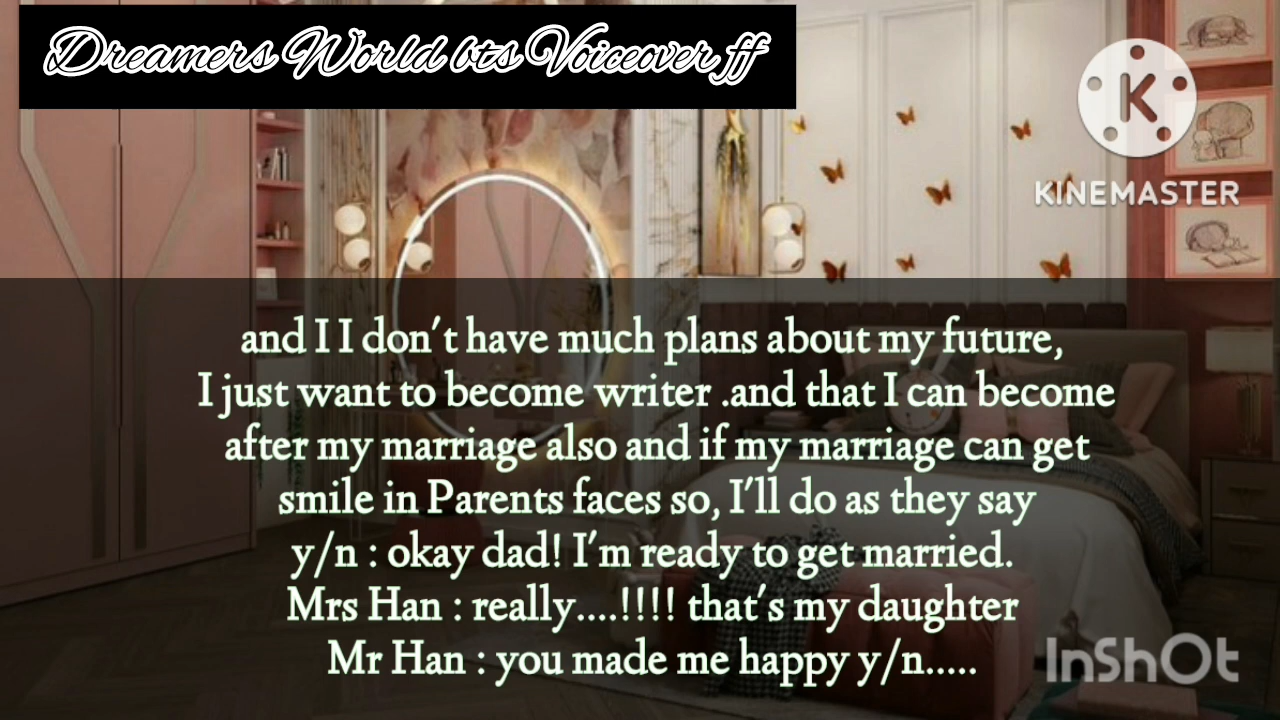 Dreamers World bts Voiceover ff
K
KINEMASTER
and I I don't have much plans about my future,
I just want to become writer .and that I can become
after my marriage also and if my marriage can get
smile in Parents faces so, I'll do as they say
y/n : okay dad! I'm ready to get married.
Mrs Han : really....!!!! that's my daughter
Mr Han : you made me happy y/n.....
InShOt